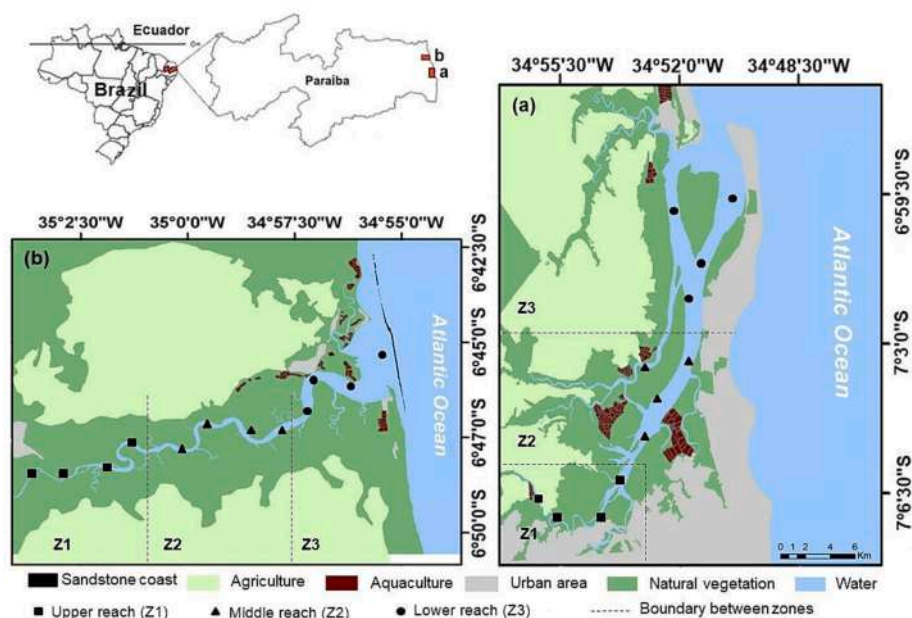 Ecuador
0º
Brazil
Paraíba
b
a
34°55'30"W 34°52'0"W 34°48'30"W
(a)
6°59'30"S
7°3'0"S
7°6'30"S
Z3
Z2
Z1
Atlantic Ocean
0 1 2 4 6
Km
35°2'30"W 35°0'0"W 34°57'30"W 34°55'0"W
(b)
6°42'30"S
6°45'0"S
6°47'0"S
6°50'0"S
Atlantic Ocean
Z1 Z2 Z3
Sandstone coast Agriculture Aquaculture Urban area Natural vegetation Water
Upper reach (Z1) Middle reach (Z2) Lower reach (Z3) Boundary between zones